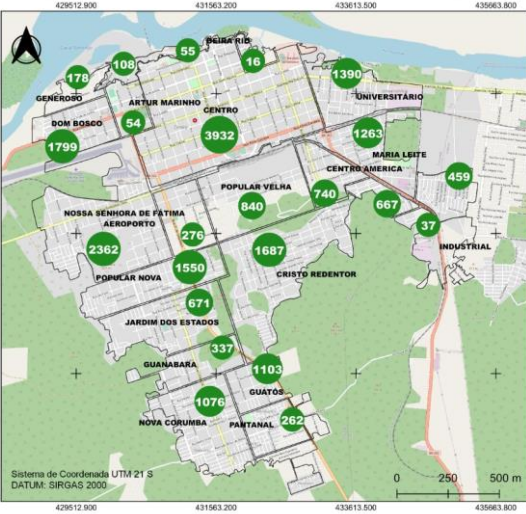 429512.900 431563.200 433613.500 435663.800
BEIRA RIO
55
108
16
178
1390
GENEROSO
ARTUR MARINHO
UNIVERSITÁRIO
CENTRO
DOM BOSCO
54
3932
1263
1799
MARIA LEITE
CENTRO AMERICA
459
POPULAR VELHA
740
840
667
NOSSA SENHORA DE FÁTIMA
AEROPORTO
37
276
2362
1687
INDUSTRIAL
1550
CRISTO REDENTOR
POPULAR NOVA
671
JARDIM DOS ESTADOS
337
GUANABARA
1103
GUATÓS
1076
NOVA CORUMBA
PANTANAL
262
Sistema de Coordenada UTM 21 S
DATUM: SIRGAS 2000
0 250 500 m
429512.900 431563.200 433613.500 435663.800